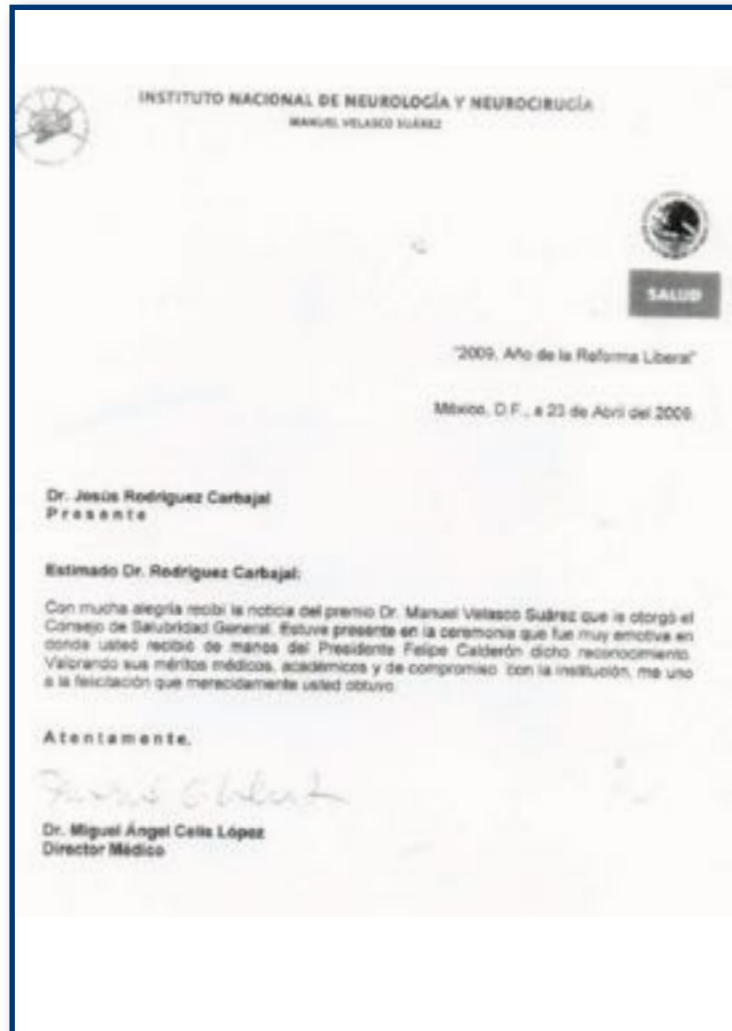 INSTITUTO NACIONAL DE NEUROLOGÍA Y NEUROCIRUGÍA
MANUEL VELASCO SUÁREZ
SALUD
"2009, Año de la Reforma Liberal"
México, D.F., a 23 de Abril del 2009.
Dr. Jesús Rodríguez Carbajal
Presente
Estimado Dr. Rodríguez Carbajal:
Con mucha alegría recibí la noticia del premio Dr. Manuel Velasco Suárez que le otorgó el
Consejo de Salubridad General. Estuve presente en la ceremonia que fue muy emotiva en
donde usted recibió de manos del Presidente Felipe Calderón dicho reconocimiento.
Valorando sus méritos médicos, académicos y de compromiso con la institución, me uno
a la felicitación que merecidamente usted obtuvo.
Atentamente,
Dr. Miguel Ángel Celis López
Director Médico